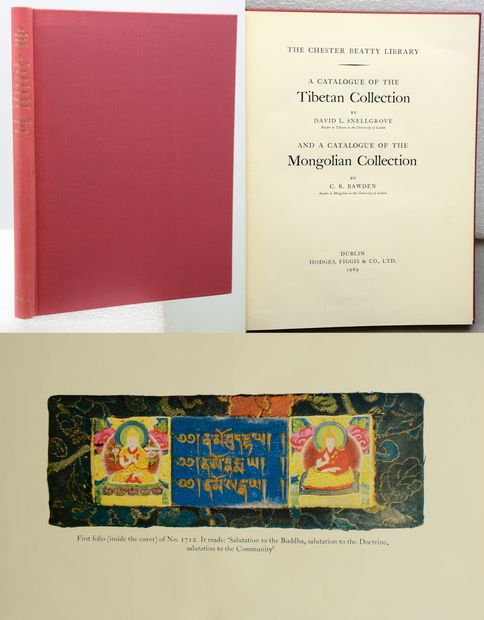 THE CHESTER BEATTY LIBRARY
A CATALOGUE OF THE
Tibetan Collection
BY
DAVID L. SNELLGROVE
Reader in Tibetan in the University of London
AND A CATALOGUE OF THE
Mongolian Collection
BY
C. R. BAWDEN
Reader in Mongolian in the University of London
DUBLIN
HODGES, FIGGIS & CO., LTD.
1969
༄༅། །ན་མོ་བུདྡྷ་ཡ། །
༄༅། །ན་མོ་དྷརྨ་ཡ། །
༄༅། །ན་མོ་སངྒྷ་ཡ། །
First folio (inside the cover) of No. 1712. It reads: 'Salutation to the Buddha, salutation to the Doctrine,
salutation to the Community'